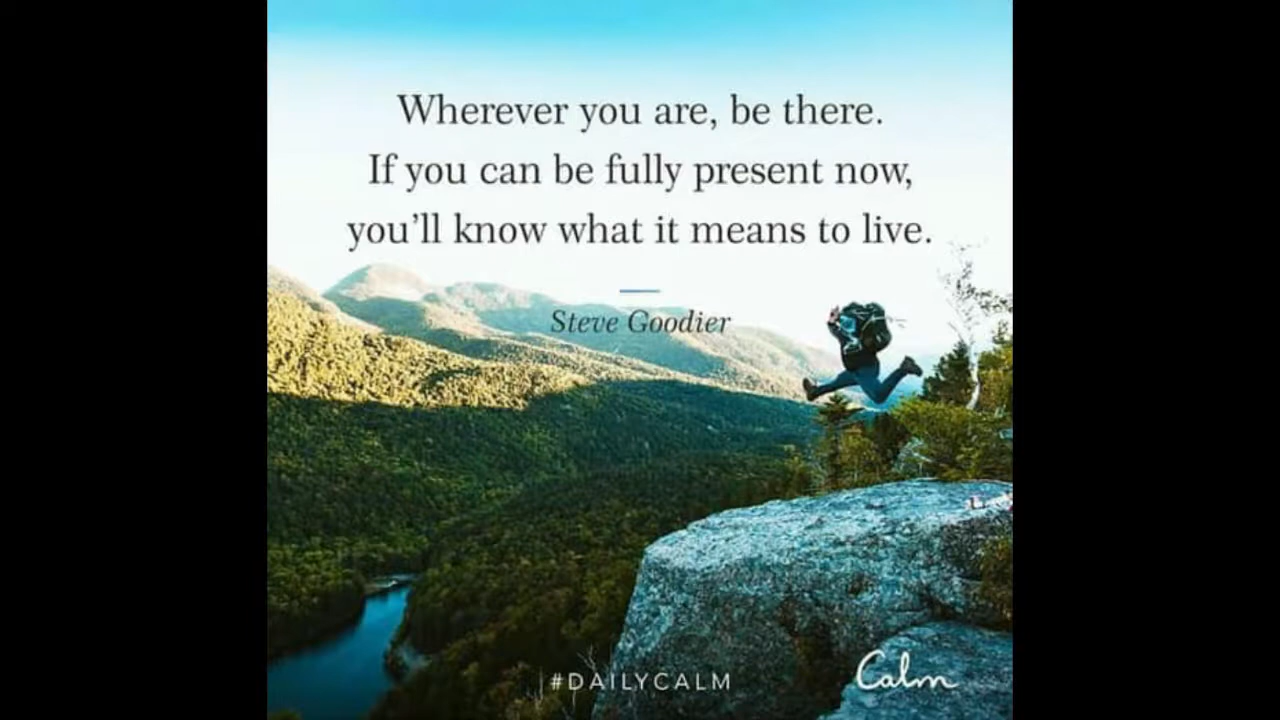 Wherever you are, be there.
If you can be fully present now,
you’ll know what it means to live.
Steve Goodier
#DAILYCALM
Calm